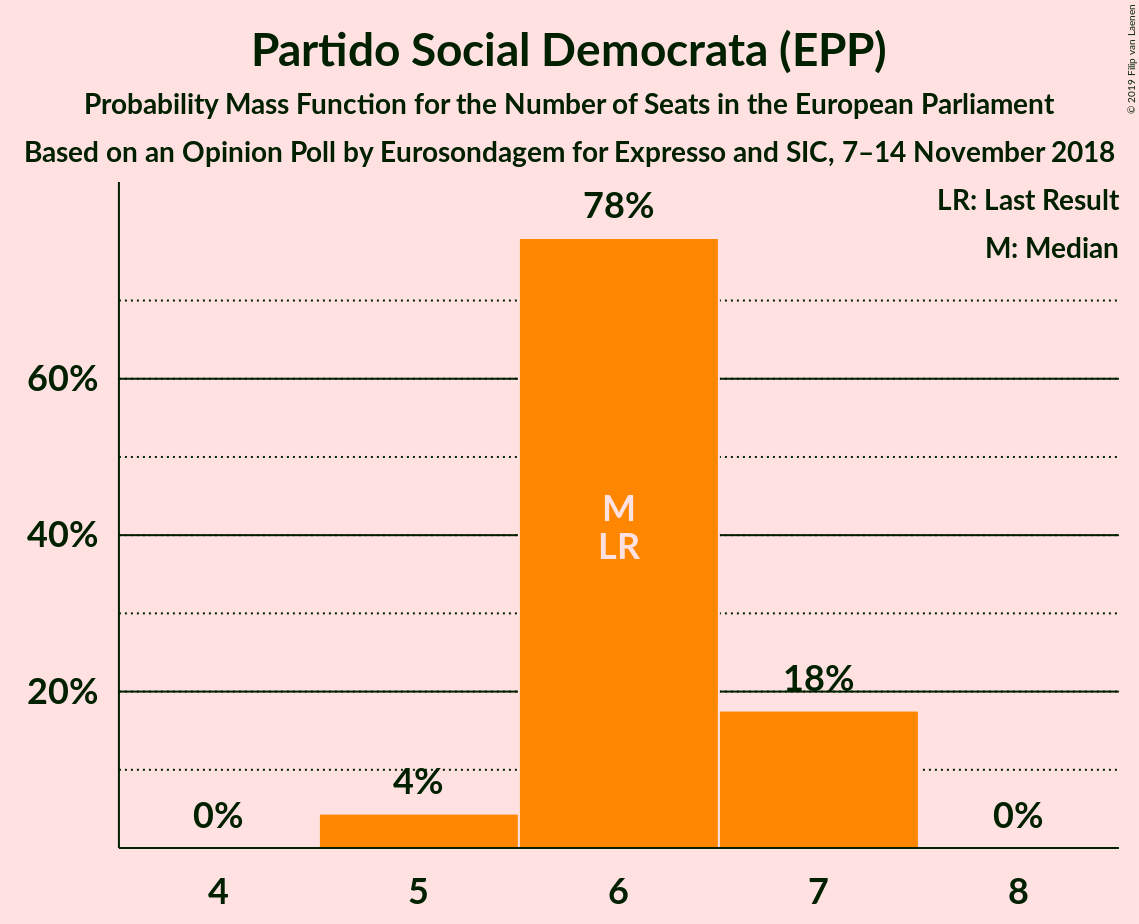 Partido Social Democrata (EPP)
Probability Mass Function for the Number of Seats in the European Parliament
Based on an Opinion Poll by Eurosondagem for Expresso and SIC, 7–14 November 2018
© 2019 Filip van Laenen
LR: Last Result
M: Median
78%
60%
M
40%
LR
18%
20%
4%
0%
0%
4
5
6
7
8